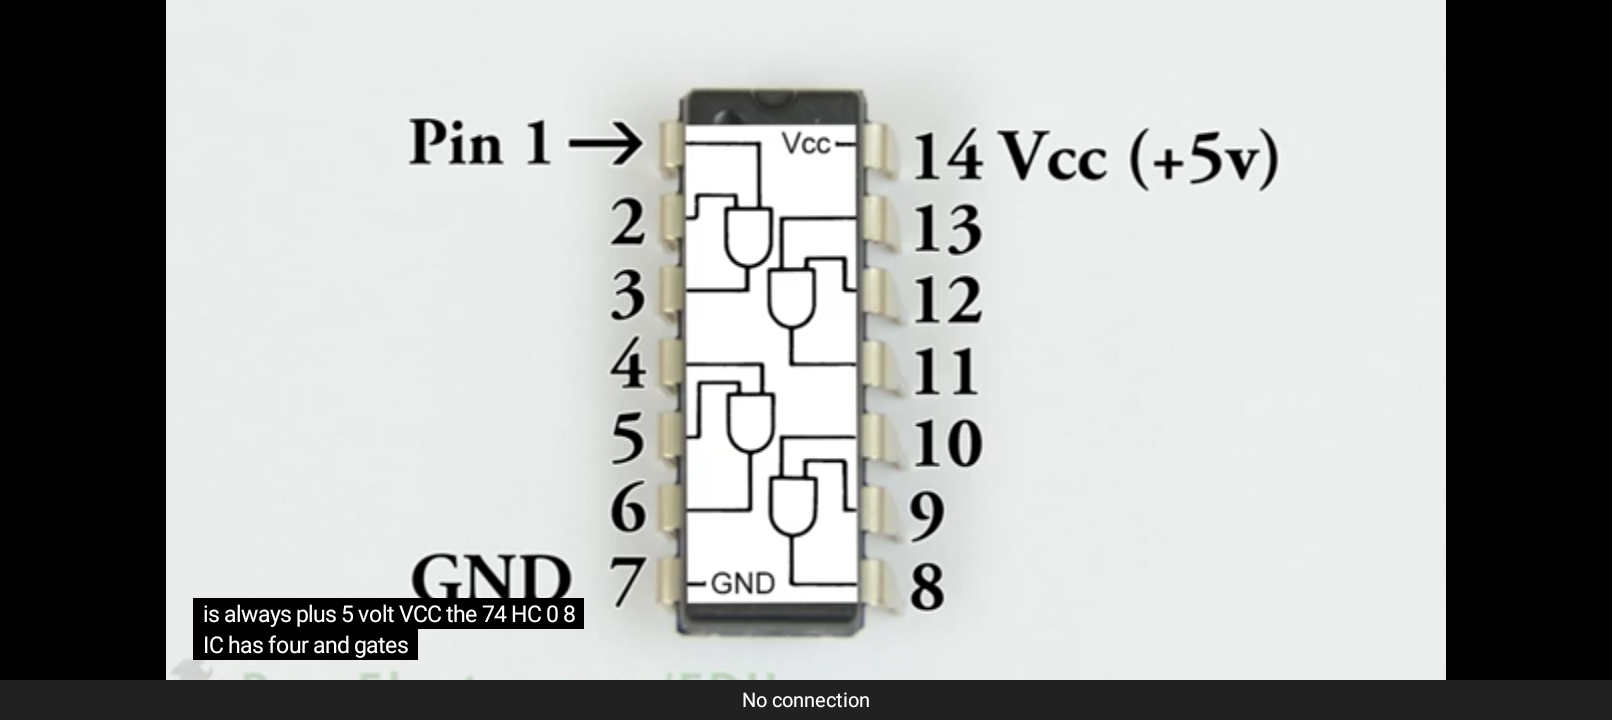 Pin 1 → Vcc 14 Vcc (+5v)
2 13
3 12
4 11
5 10
6 9
GND 7 GND 8
is always plus 5 volt VCC the 74 HC 0 8
IC has four and gates
No connection